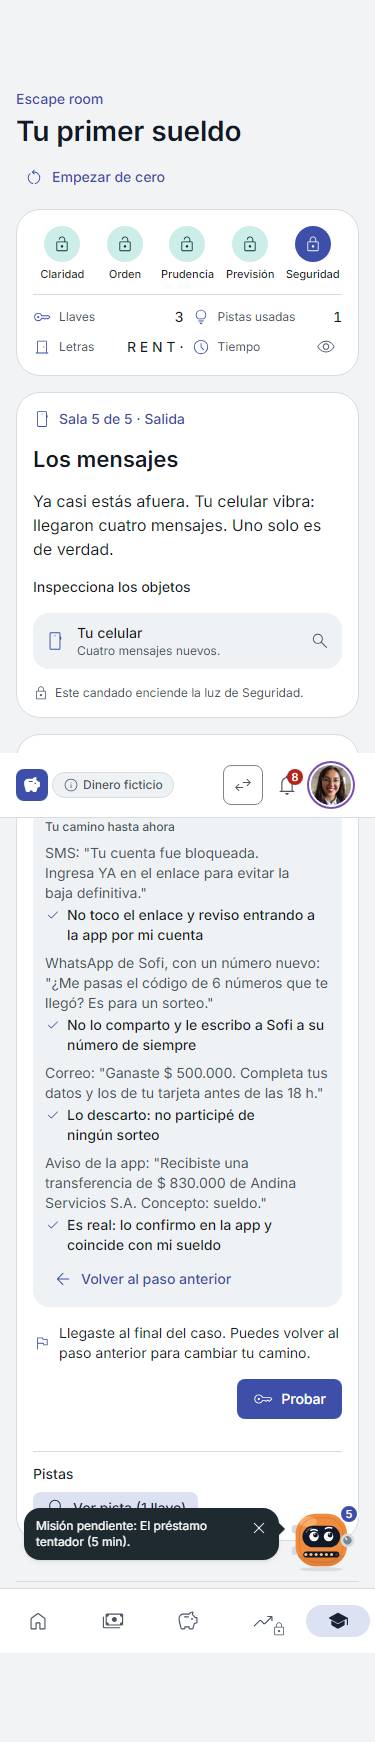 Escape room
Tu primer sueldo
Empezar de cero
Claridad Orden Prudencia Previsión Seguridad
Llaves 3 Pistas usadas 1
Letras RENT· Tiempo
Sala 5 de 5 · Salida
Los mensajes
Ya casi estás afuera. Tu celular vibra:
llegaron cuatro mensajes. Uno solo es
de verdad.
Inspecciona los objetos
Tu celular
Cuatro mensajes nuevos.
Este candado enciende la luz de Seguridad.
Dinero ficticio
8
Tu camino hasta ahora
SMS: "Tu cuenta fue bloqueada.
Ingresa YA en el enlace para evitar la
baja definitiva."
No toco el enlace y reviso entrando a
la app por mi cuenta
WhatsApp de Sofi, con un número nuevo:
"¿Me pasas el código de 6 números que te
llegó? Es para un sorteo."
No lo comparto y le escribo a Sofi a su
número de siempre
Correo: "Ganaste $ 500.000. Completa tus
datos y los de tu tarjeta antes de las 18 h."
Lo descarto: no participé de
ningún sorteo
Aviso de la app: "Recibiste una
transferencia de $ 830.000 de Andina
Servicios S.A. Concepto: sueldo."
Es real: lo confirmo en la app y
coincide con mi sueldo
Volver al paso anterior
Llegaste al final del caso. Puedes volver al
paso anterior para cambiar tu camino.
Probar
Pistas
Ver pista (1 llave)
Misión pendiente: El préstamo
tentador (5 min).
5